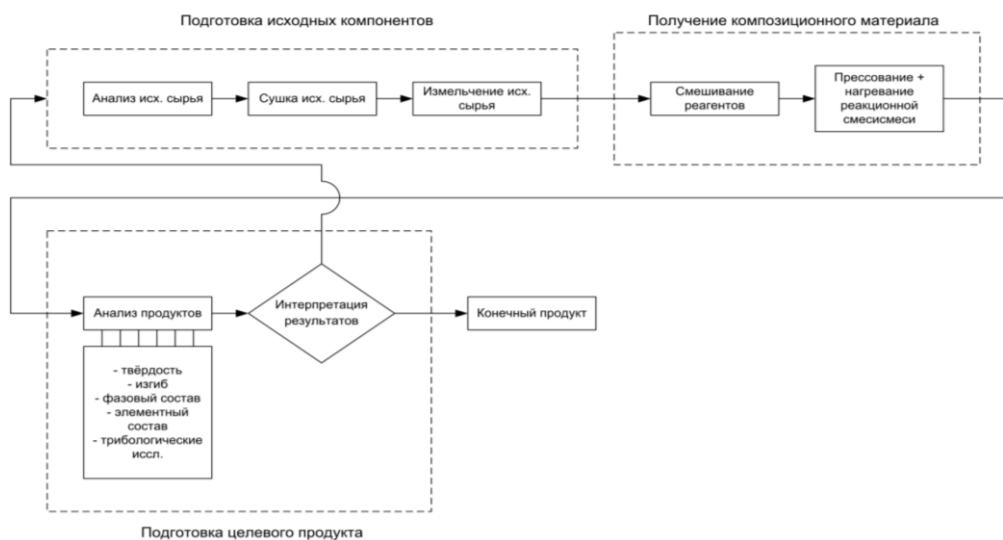 Подготовка исходных компонентов
Получение композиционного материала
Анализ исх. сырья
Сушка исх. сырья
Измельчение исх.
сырья
Смешивание
реагентов
Прессование +
нагревание
реакционной
смесисмеси
Анализ продуктов
Интерпретация
результатов
Конечный продукт
- твёрдость
- изгиб
- фазовый состав
- элементный
состав
- трибологические
иссл.
Подготовка целевого продукта